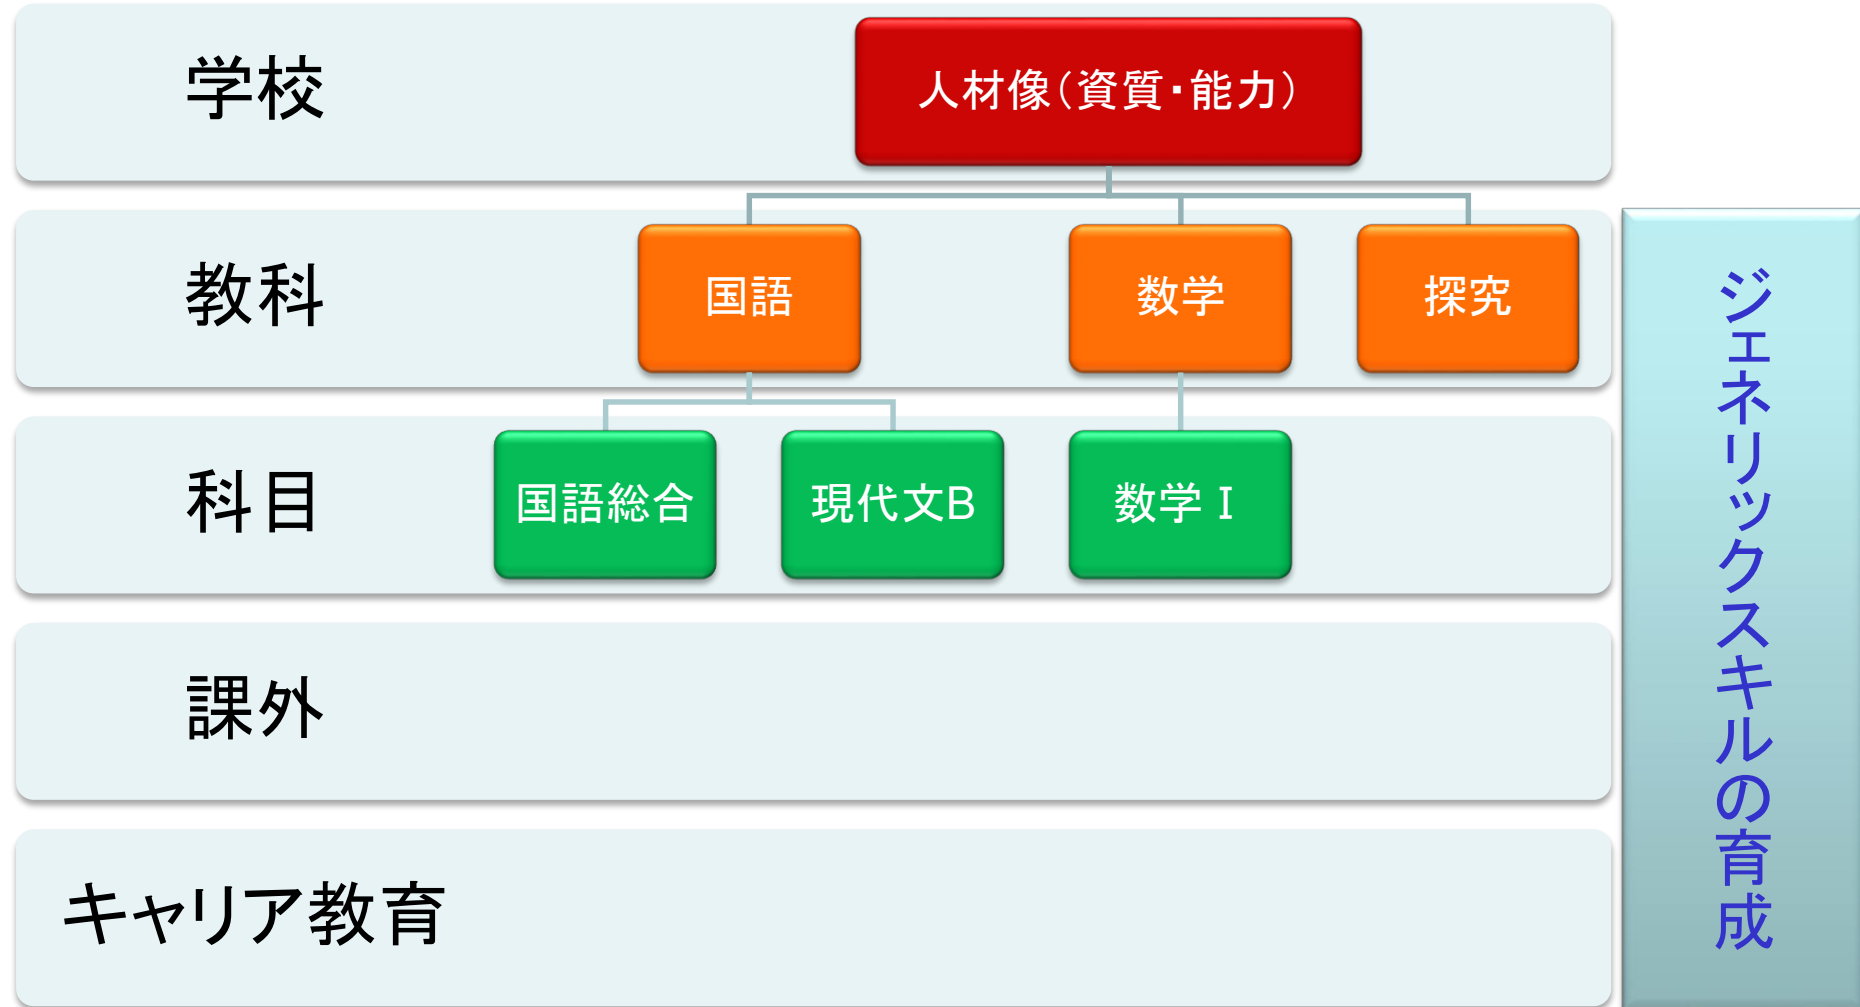 学校
人材像（資質・能力）
教科
国語
数学
探究
科目
国語総合
現代文B
数学Ⅰ
課外
キャリア教育
ジェネリックスキルの育成